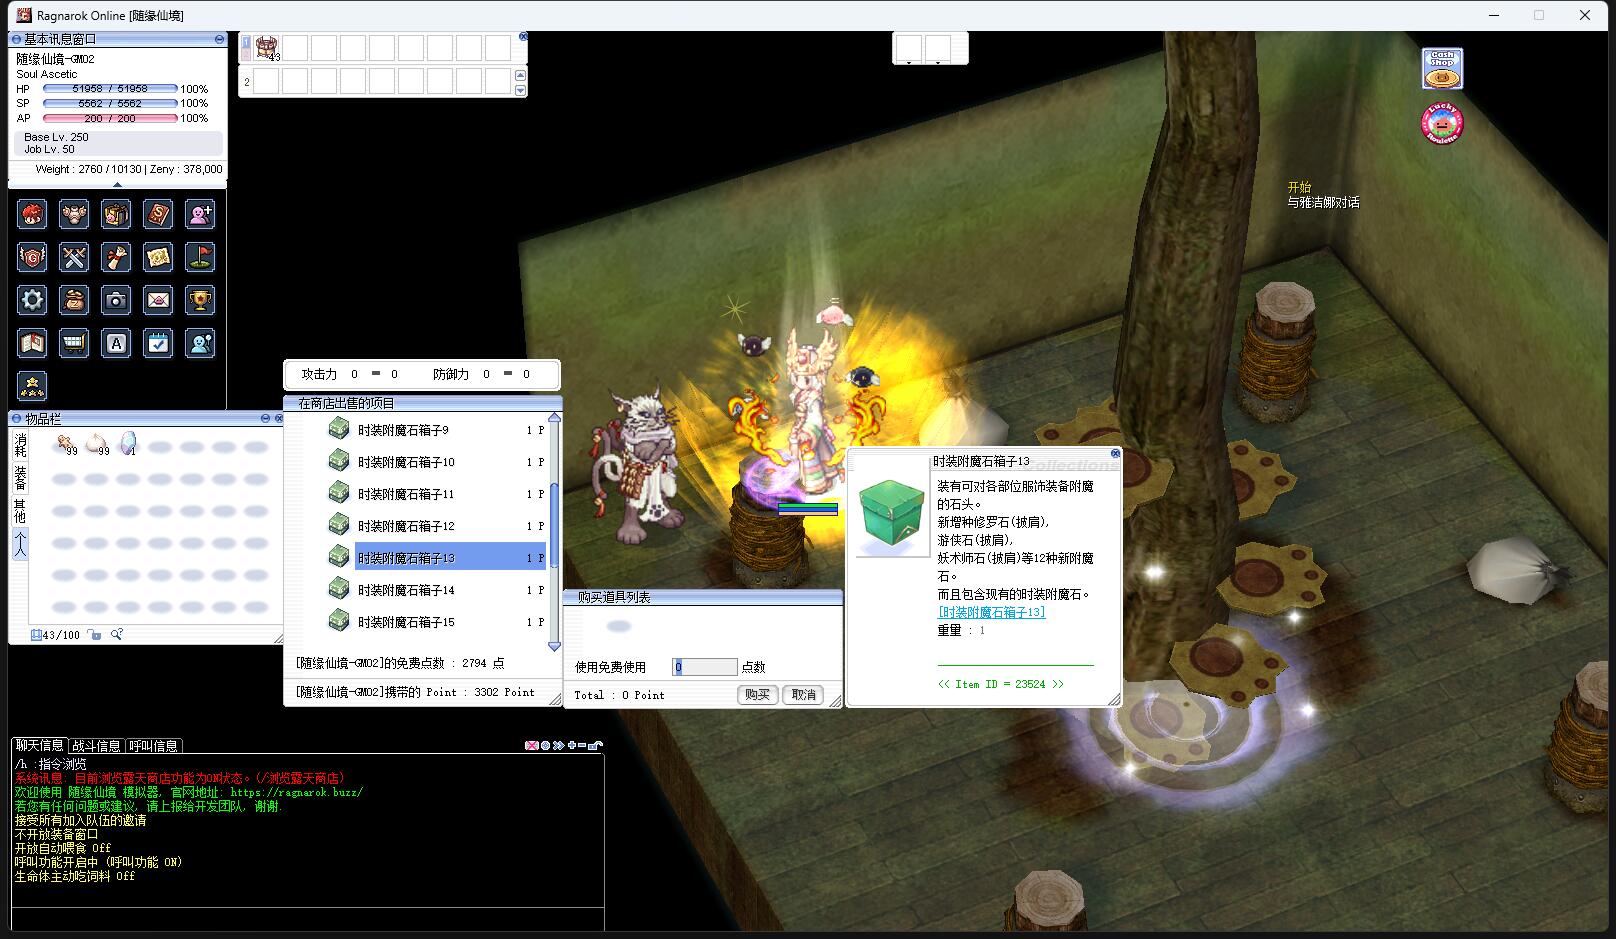 Ragnarok Online [随缘仙境]
基本讯息窗口
随缘仙境-GM02
Soul Ascetic
HP 51958 / 51958 100%
SP 5562 / 5562 100%
AP 200 / 200 100%
Base Lv. 250
Job Lv. 50
Weight : 2760 / 10130 | Zeny : 378,000
1
43
2
Cash Shop
Lucky Roulette
开始
与雅洁娜对话
攻击力 0 = 0 防御力 0 = 0
在商店出售的项目
时装附魔石箱子9 1 P
时装附魔石箱子10 1 P
时装附魔石箱子11 1 P
时装附魔石箱子12 1 P
时装附魔石箱子13 1 P
时装附魔石箱子14 1 P
时装附魔石箱子15 1 P
[随缘仙境-GM02]的免费点数 : 2794 点
[随缘仙境-GM02]携带的 Point : 3302 Point
物品栏
消耗
装备
其他
个人
99
99
1
43/100
购买道具列表
使用免费使用 0 点数
Total : 0 Point
购买
取消
时装附魔石箱子13
Collections
装有可对各部位服饰装备附魔
的石头。
新增种修罗石(披肩),
游侠石(披肩),
妖术师石(披肩)等12种新附魔
石。
而且包含现有的时装附魔石。
[时装附魔石箱子13]
重量 : 1
<< Item ID = 23524 >>
聊天信息
战斗信息
呼叫信息
/h :指令浏览
系统讯息: 目前浏览露天商店功能为ON状态。(/浏览露天商店)
欢迎使用 随缘仙境 模拟器, 官网地址: https://ragnarok.buzz/
若您有任何问题或建议, 请上报给开发团队, 谢谢.
接受所有加入队伍的邀请
不开放装备窗口
开放自动喂食 Off
呼叫功能开启中 (呼叫功能 ON)
生命体主动吃饲料 Off